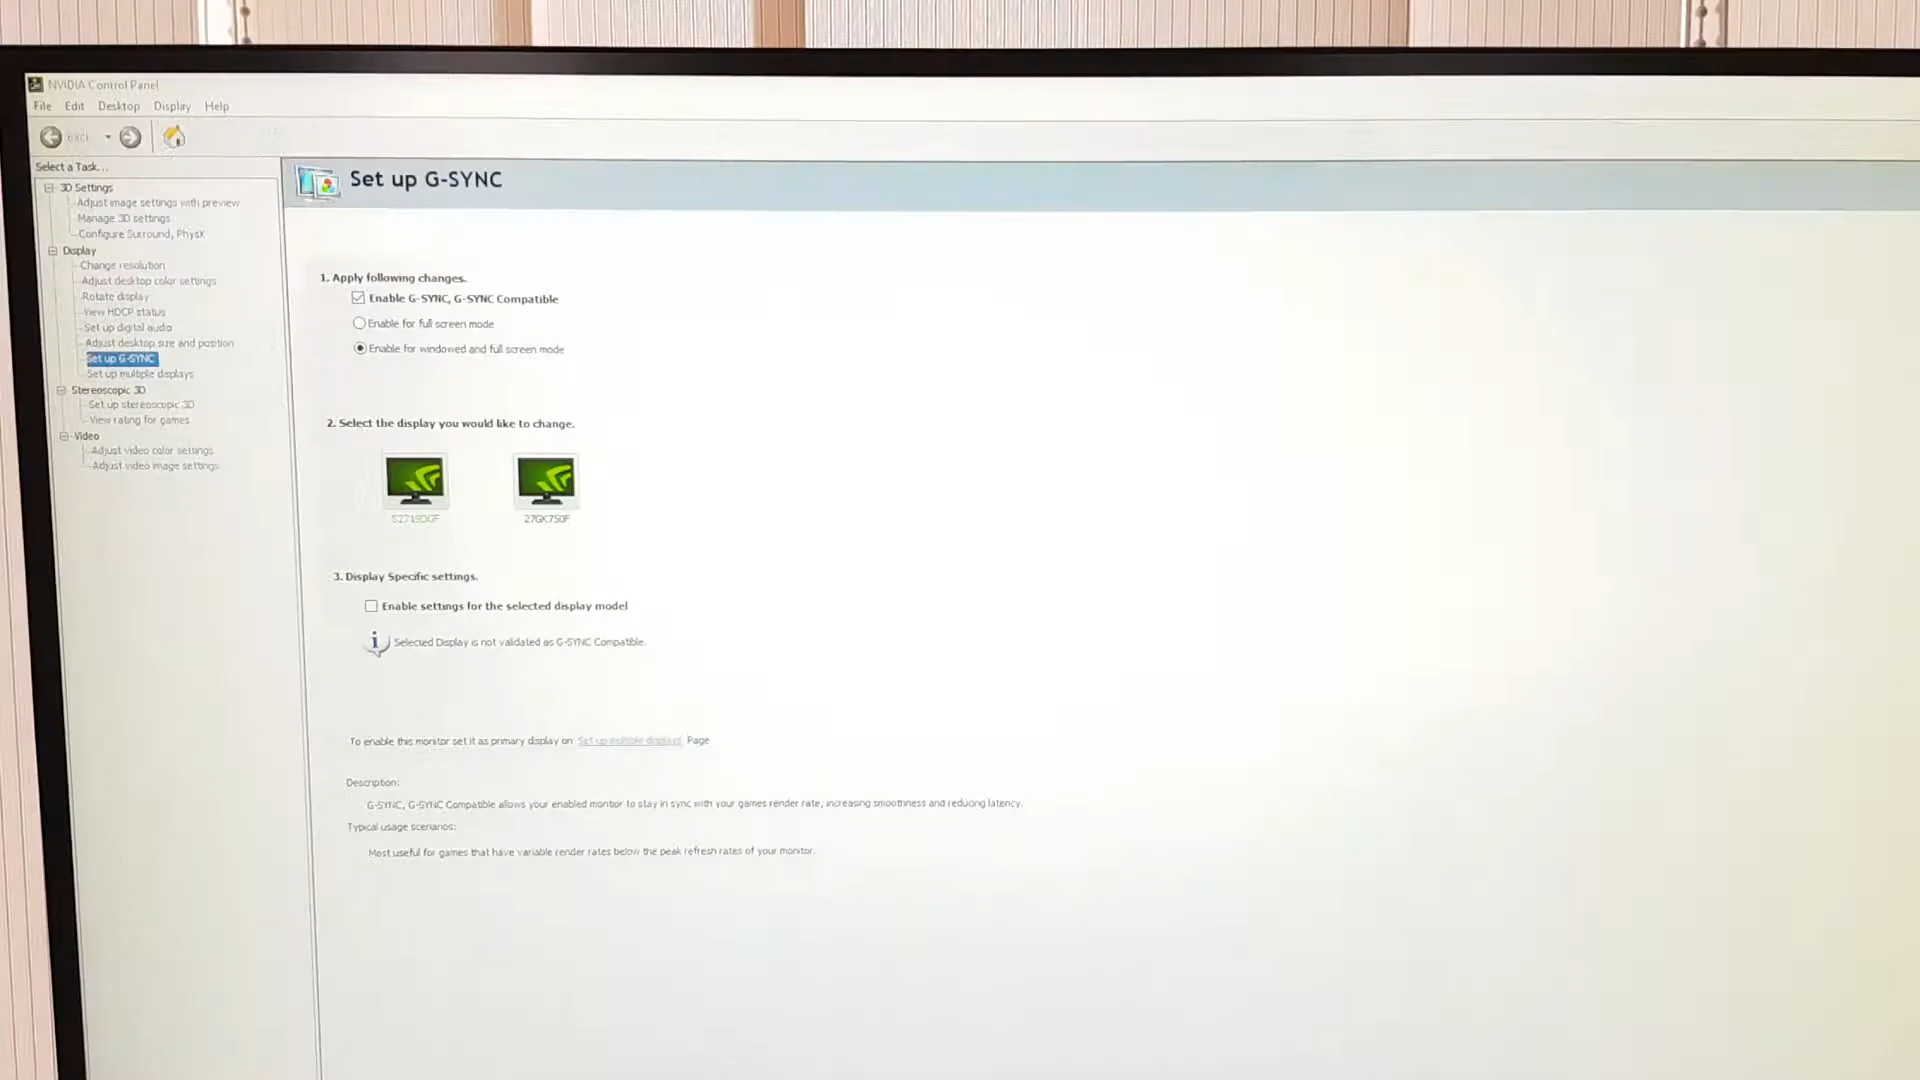 NVIDIA Control Panel
File Edit Desktop Display Help
Back
Select a Task...
3D Settings
Adjust image settings with preview
Manage 3D settings
Configure Surround, PhysX
Display
Change resolution
Adjust desktop color settings
Rotate display
View HDCP status
Set up digital audio
Adjust desktop size and position
Set up G-SYNC
Set up multiple displays
Stereoscopic 3D
Set up stereoscopic 3D
View rating for games
Video
Adjust video color settings
Adjust video image settings
Set up G-SYNC
1. Apply following changes.
Enable G-SYNC, G-SYNC Compatible
Enable for full screen mode
Enable for windowed and full screen mode
2. Select the display you would like to change.
S2719DGF 27GK750F
3. Display Specific settings.
Enable settings for the selected display model
Selected Display is not validated as G-SYNC Compatible.
To enable this monitor set it as primary display on Set up multiple displays Page
Description:
G-SYNC, G-SYNC Compatible allows your enabled monitor to stay in sync with your games render rate, increasing smoothness and reducing latency.
Typical usage scenarios:
Most useful for games that have variable render rates below the peak refresh rates of your monitor.